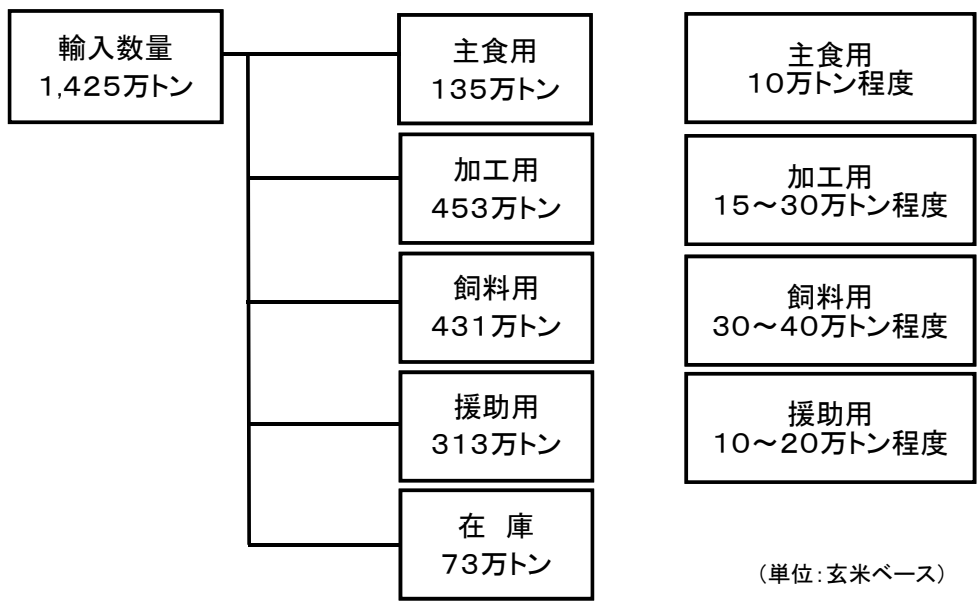 輸入数量
1,425万トン
主食用
135万トン
加工用
453万トン
飼料用
431万トン
援助用
313万トン
在　庫
73万トン
主食用
10万トン程度
加工用
15～30万トン程度
飼料用
30～40万トン程度
援助用
10～20万トン程度
（単位：玄米ベース）